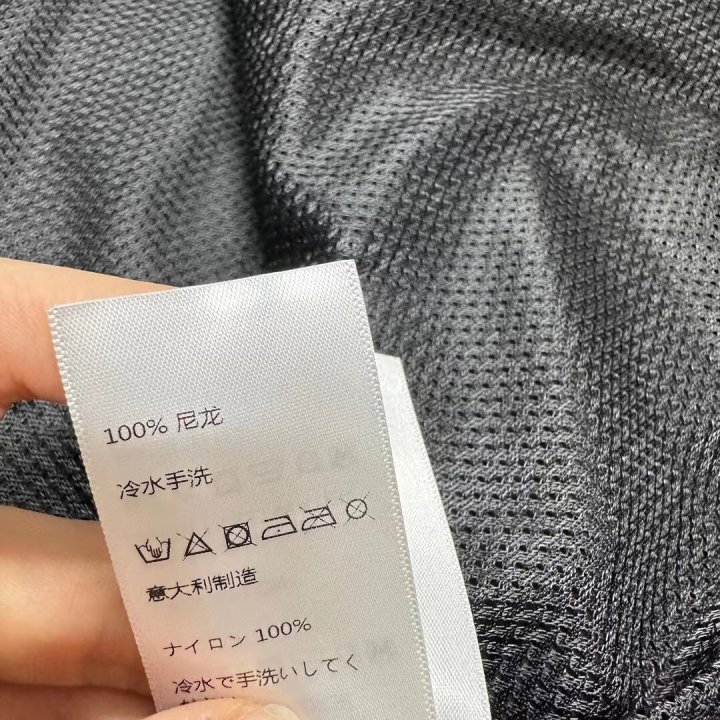 100% 尼龙
冷水手洗
意大利制造
ナイロン 100%
冷水で手洗いしてく